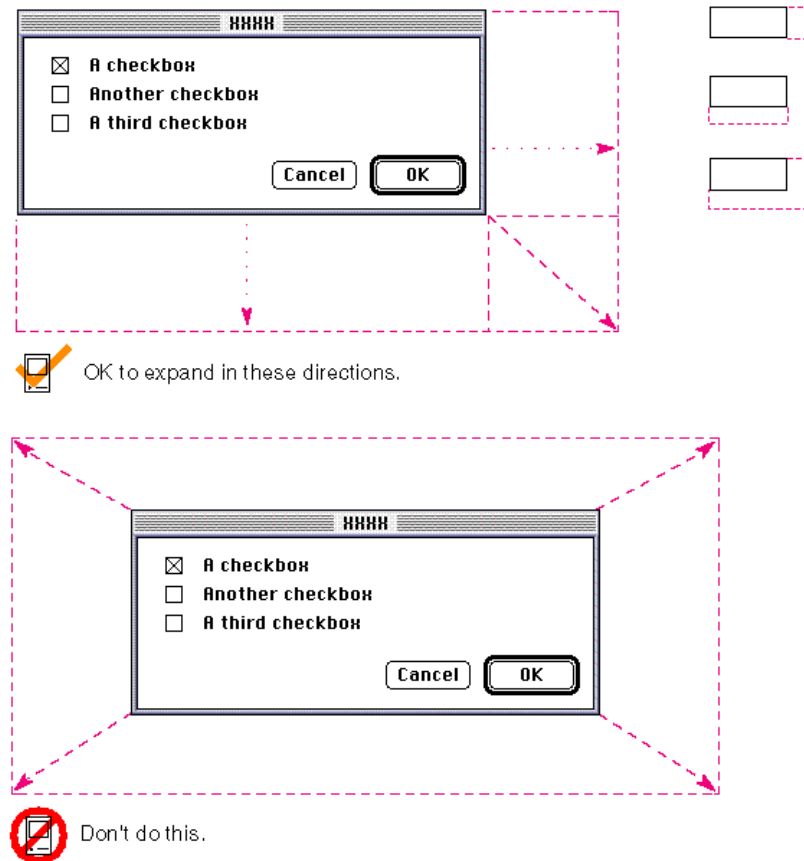 XXXX
A checkbox
Another checkbox
A third checkbox
Cancel
OK
OK to expand in these directions.
XXXX
A checkbox
Another checkbox
A third checkbox
Cancel
OK
Don't do this.